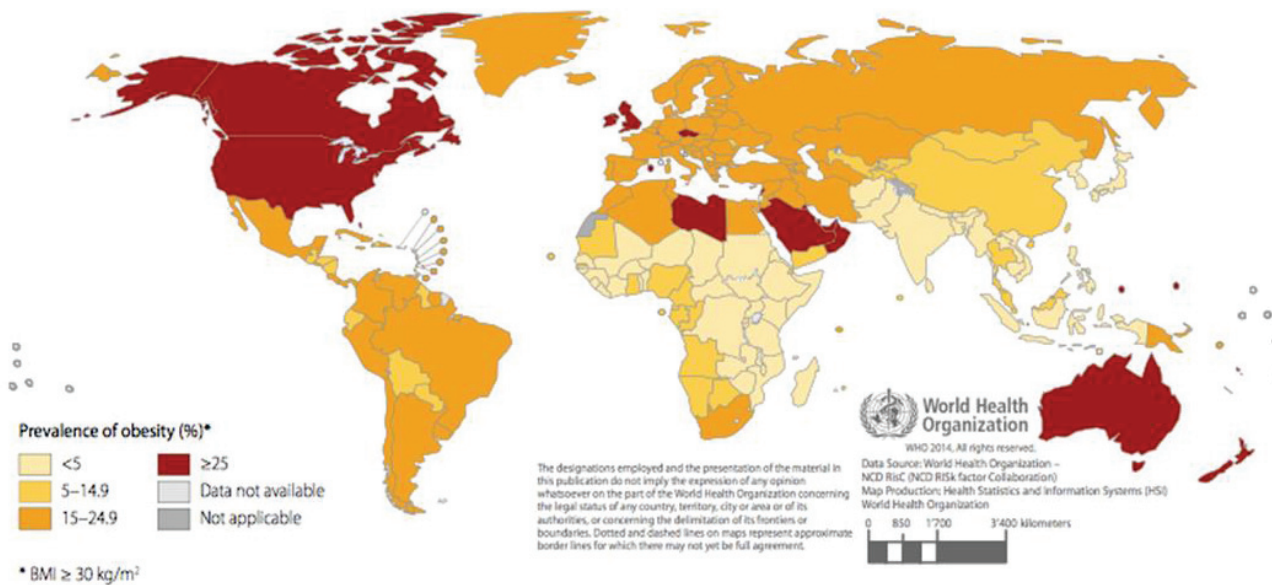 Prevalence of obesity (%)*
<5
5–14.9
15–24.9
≥25
Data not available
Not applicable
* BMI ≥ 30 kg/m²
The designations employed and the presentation of the material in
this publication do not imply the expression of any opinion
whatsoever on the part of the World Health Organization concerning
the legal status of any country, territory, city or area or of its
authorities, or concerning the delimitation of its frontiers or
boundaries. Dotted and dashed lines on maps represent approximate
border lines for which there may not yet be full agreement.
World Health
Organization
WHO 2014. All rights reserved.
Data Source: World Health Organization –
NCD RisC (NCD RISk factor Collaboration)
Map Production: Health Statistics and Information Systems (HSI)
World Health Organization
0 850 1'700 3'400 kilometers